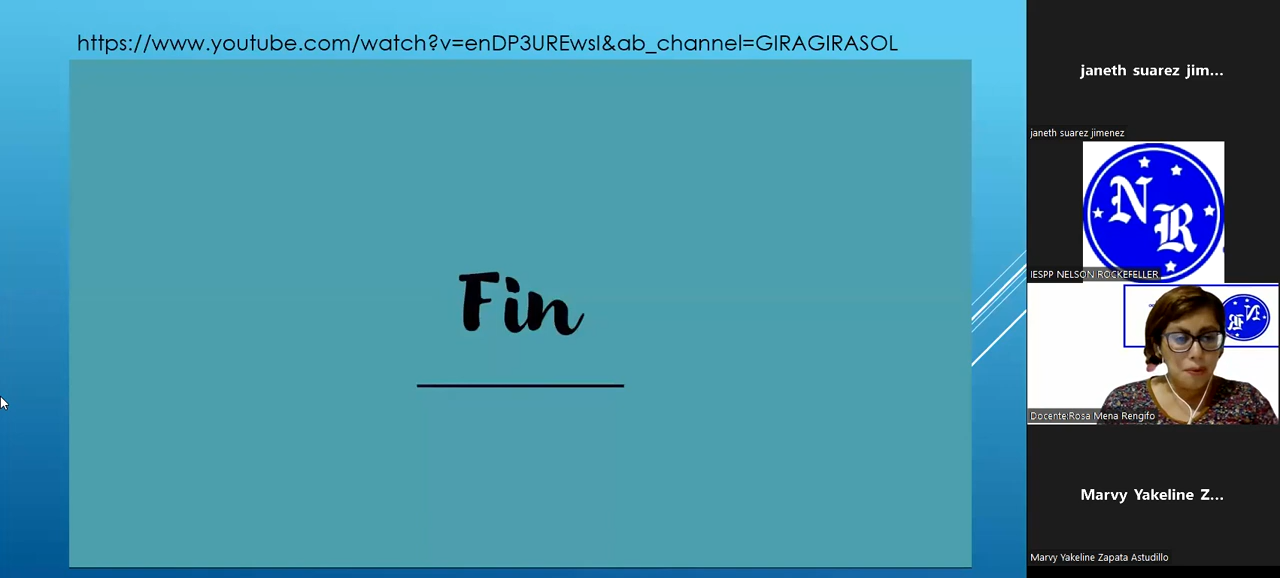 https://www.youtube.com/watch?v=enDP3UREwsI&ab_channel=GIRAGIRASOL
Fin
janeth suarez jim...
janeth suarez jimenez
N
R
IESPP NELSON ROCKEFELLER
NR
Docente:Rosa Mena Rengifo
Marvy Yakeline Z...
Marvy Yakeline Zapata Astudillo